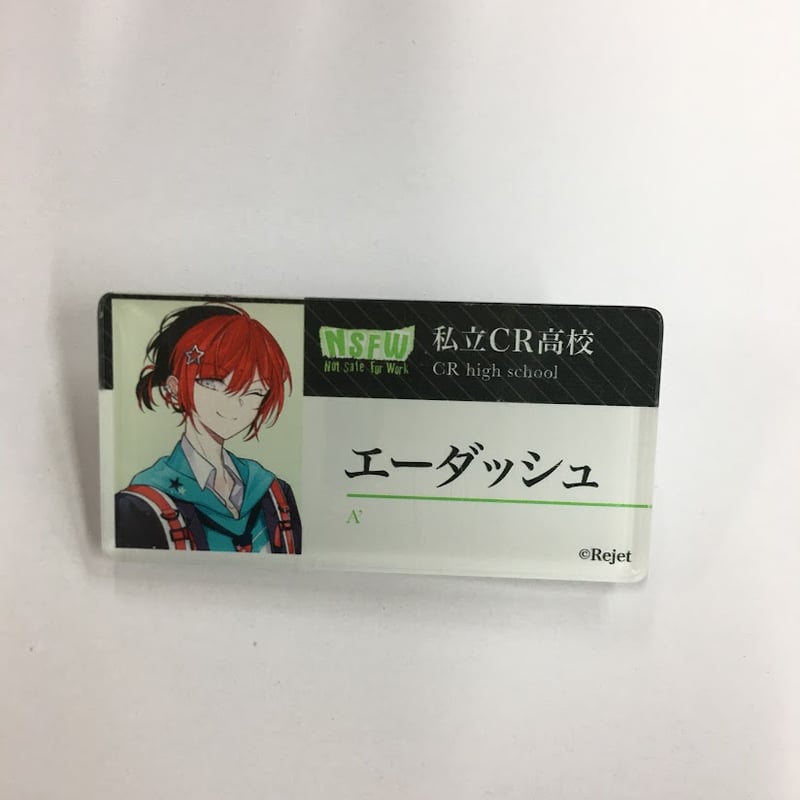 NSFW
Not Safe For Work
私立CR高校
CR high school
エーダッシュ
A'
©Rejet